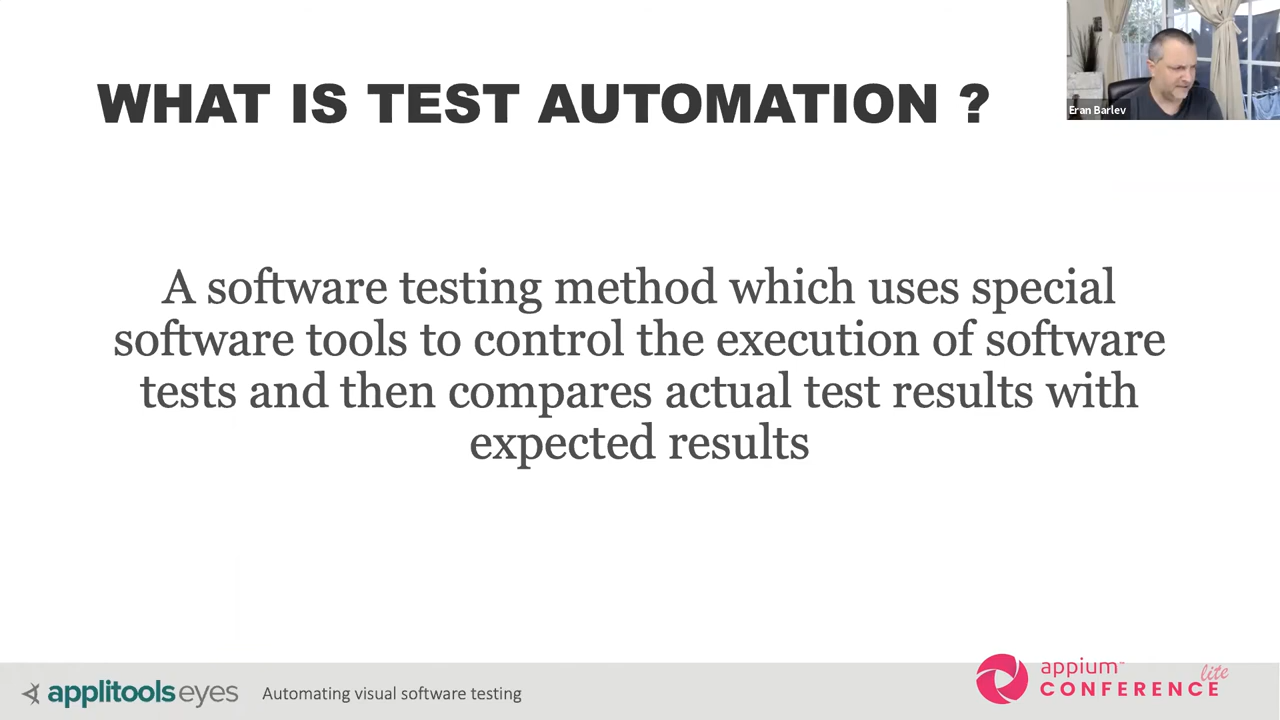 WHAT IS TEST AUTOMATION ?
Eran Barlev
A software testing method which uses special
software tools to control the execution of software
tests and then compares actual test results with
expected results
applitools eyes
Automating visual software testing
appium™
CONFERENCE lite